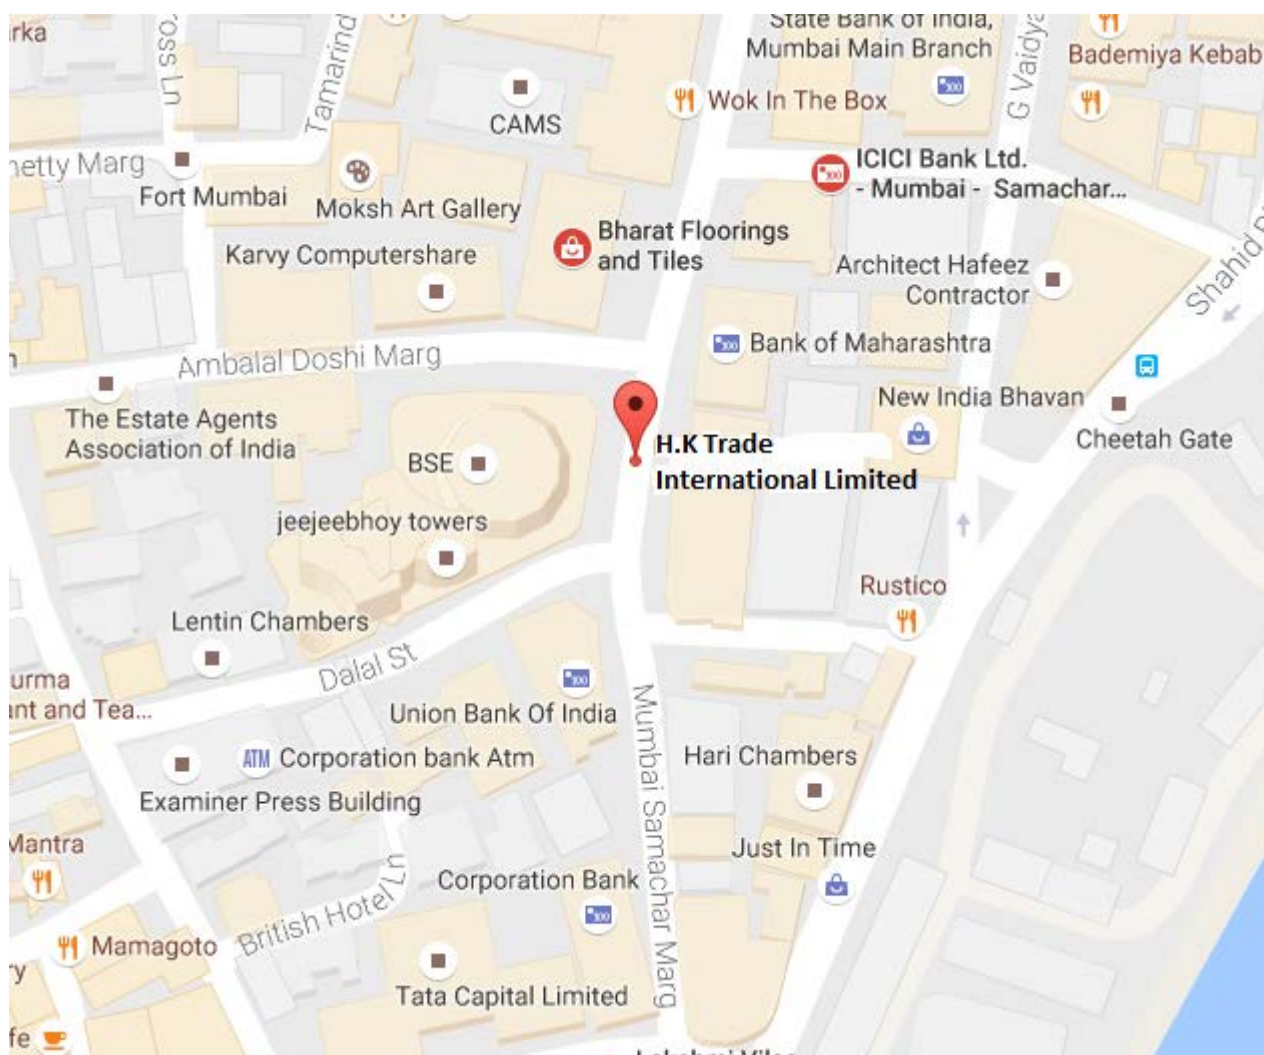 State Bank of India,
Mumbai Main Branch
Bademiya Kebab
Tamarind
G Vaidya
CAMS
Wok In The Box
ICICI Bank Ltd.
- Mumbai - Samachar...
Marg
Fort Mumbai
Moksh Art Gallery
Bharat Floorings
and Tiles
Karvy Computershare
Architect Hafeez
Contractor
Shahid
Ambalal Doshi Marg
Bank of Maharashtra
The Estate Agents
Association of India
New India Bhavan
Cheetah Gate
BSE
H.K Trade
International Limited
jeejeebhoy towers
Rustico
Lentin Chambers
Dalal St
ant and Tea...
Union Bank Of India
Mumbai Samachar Marg
Hari Chambers
ATM
Corporation bank Atm
Examiner Press Building
Mantra
Just In Time
British Hotel Ln
Corporation Bank
Mamagoto
Tata Capital Limited